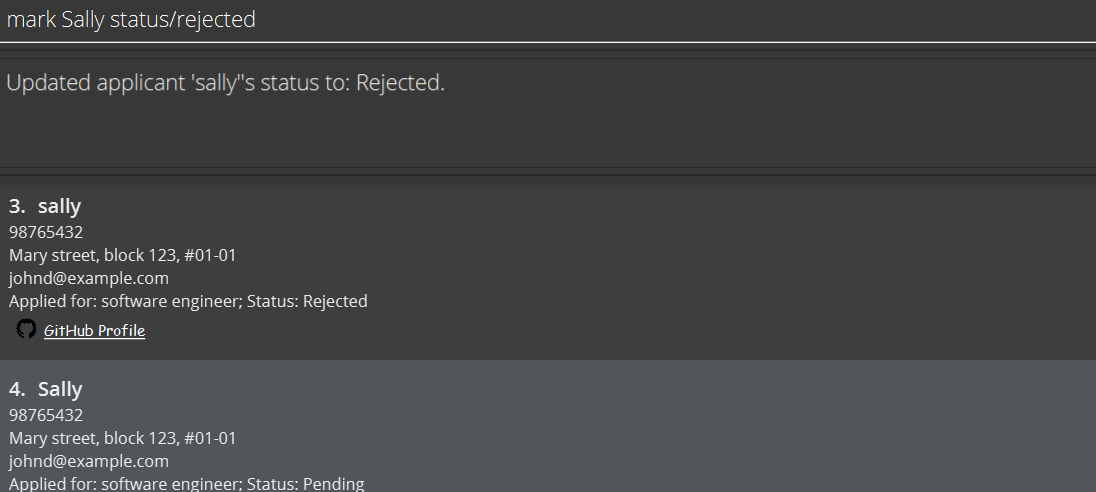 mark Sally status/rejected
Updated applicant 'sally''s status to: Rejected.
3. sally
98765432
Mary street, block 123, #01-01
johnd@example.com
Applied for: software engineer; Status: Rejected
GitHub Profile
4. Sally
98765432
Mary street, block 123, #01-01
johnd@example.com
Applied for: software engineer; Status: Pending